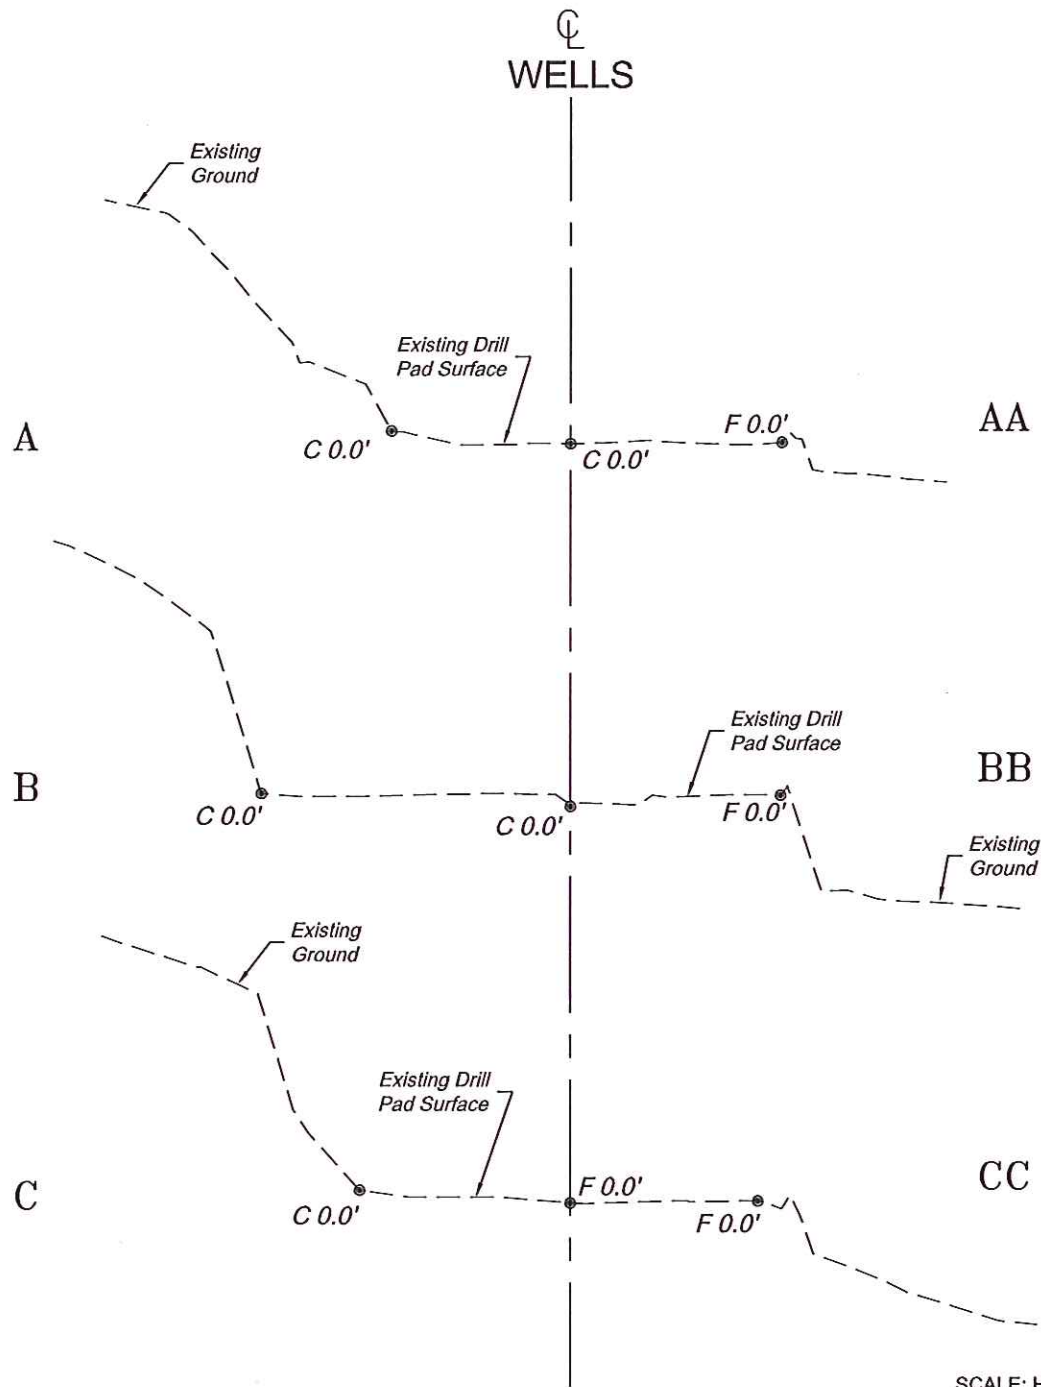 ℄
WELLS
Existing
Ground
Existing Drill
Pad Surface
A
C 0.0'
C 0.0'
F 0.0'
AA
Existing Drill
Pad Surface
B
C 0.0'
C 0.0'
F 0.0'
BB
Existing
Ground
Existing
Ground
Existing Drill
Pad Surface
C
C 0.0'
F 0.0'
F 0.0'
CC
SCALE: H